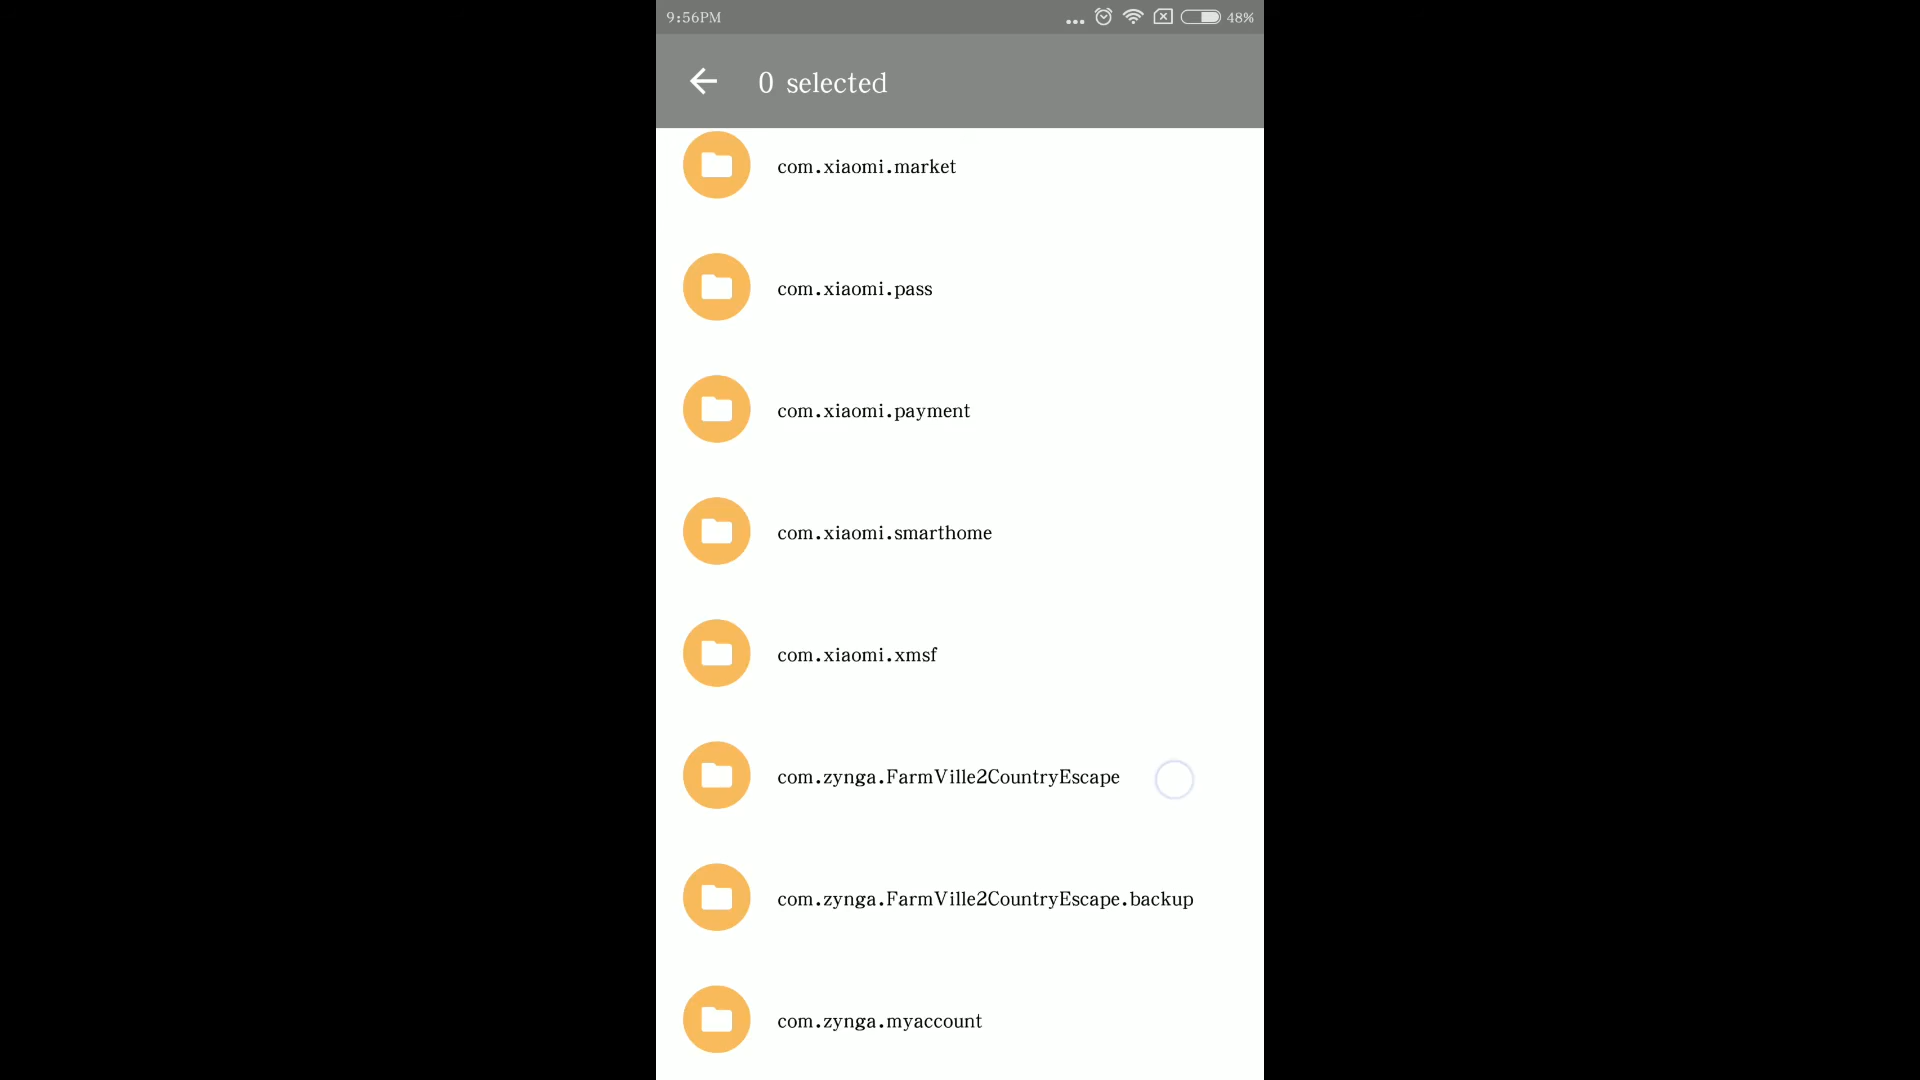 9:56PM
48%
0 selected
com.xiaomi.market
com.xiaomi.pass
com.xiaomi.payment
com.xiaomi.smarthome
com.xiaomi.xmsf
com.zynga.FarmVille2CountryEscape
com.zynga.FarmVille2CountryEscape.backup
com.zynga.myaccount